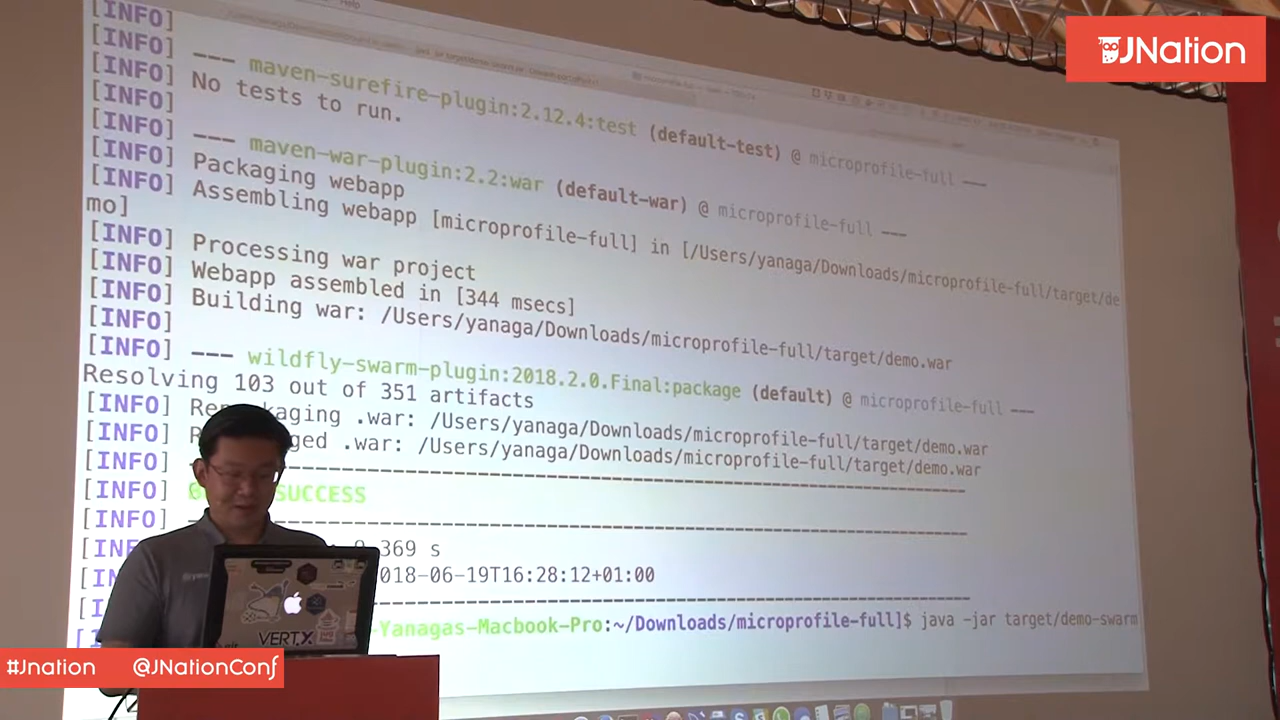 Help
JNation
[INFO]
[INFO]
[INFO] --- maven-surefire-plugin:2.12.4:test (default-test) @ microprofile-full ---
[INFO] No tests to run.
[INFO]
[INFO] --- maven-war-plugin:2.2:war (default-war) @ microprofile-full ---
[INFO] Packaging webapp
[INFO] Assembling webapp [microprofile-full] in [/Users/yanaga/Downloads/microprofile-full/target/de
mo]
[INFO] Processing war project
[INFO] Webapp assembled in [344 msecs]
[INFO] Building war: /Users/yanaga/Downloads/microprofile-full/target/demo.war
[INFO]
[INFO] --- wildfly-swarm-plugin:2018.2.0.Final:package (default) @ microprofile-full ---
Resolving 103 out of 351 artifacts
[INFO] Repackaging .war: /Users/yanaga/Downloads/microprofile-full/target/demo.war
[INFO] R ged .war: /Users/yanaga/Downloads/microprofile-full/target/demo.war
[INFO] ------------------------------------------------------------------------
[INFO] SUCCESS
[INFO] ------------------------------------------------------------------------
[INF 369 s
[IN 018-06-19T16:28:12+01:00
[ ------------------------------------------------------------------------
-Yanagas-Macbook-Pro:~/Downloads/microprofile-full]$ java -jar target/demo-swarm
VERT.X
#Jnation @JNationConf